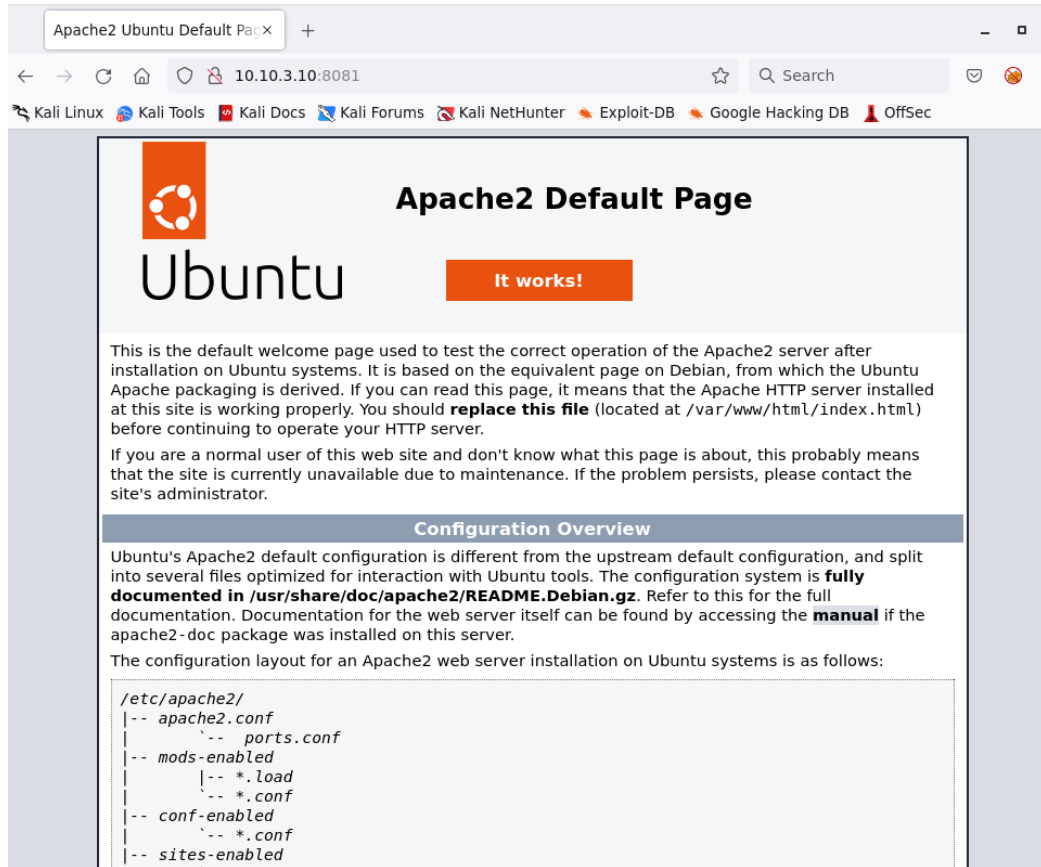 Apache2 Ubuntu Default Pag
10.10.3.10:8081
Search
Kali Linux Kali Tools Kali Docs Kali Forums Kali NetHunter Exploit-DB Google Hacking DB OffSec
Apache2 Default Page
Ubuntu
It works!
This is the default welcome page used to test the correct operation of the Apache2 server after
installation on Ubuntu systems. It is based on the equivalent page on Debian, from which the Ubuntu
Apache packaging is derived. If you can read this page, it means that the Apache HTTP server installed
at this site is working properly. You should replace this file (located at /var/www/html/index.html)
before continuing to operate your HTTP server.
If you are a normal user of this web site and don't know what this page is about, this probably means
that the site is currently unavailable due to maintenance. If the problem persists, please contact the
site's administrator.
Configuration Overview
Ubuntu's Apache2 default configuration is different from the upstream default configuration, and split
into several files optimized for interaction with Ubuntu tools. The configuration system is fully
documented in /usr/share/doc/apache2/README.Debian.gz. Refer to this for the full
documentation. Documentation for the web server itself can be found by accessing the manual if the
apache2-doc package was installed on this server.
The configuration layout for an Apache2 web server installation on Ubuntu systems is as follows:
/etc/apache2/
|-- apache2.conf
|       `--  ports.conf
|-- mods-enabled
|       |-- *.load
|       `-- *.conf
|-- conf-enabled
|       `-- *.conf
|-- sites-enabled